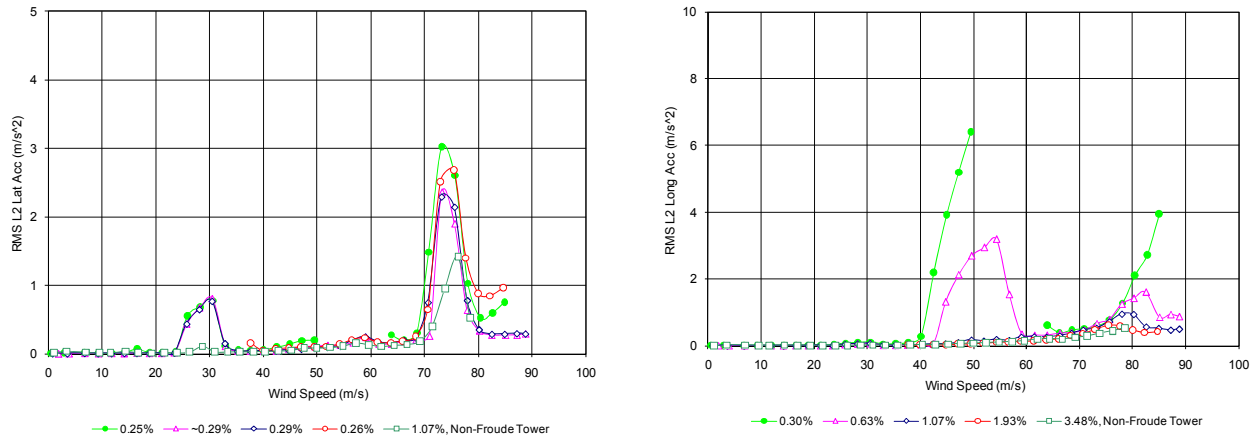 5
4
3
2
1
0
RMS L2 Lat Acc (m/s^2)
0 10 20 30 40 50 60 70 80 90 100
Wind Speed (m/s)
0.25% ~0.29% 0.29% 0.26% 1.07%, Non-Froude Tower
10
8
6
4
2
0
RMS L2 Long Acc (m/s^2)
0 10 20 30 40 50 60 70 80 90 100
Wind Speed (m/s)
0.30% 0.63% 1.07% 1.93% 3.48%, Non-Froude Tower